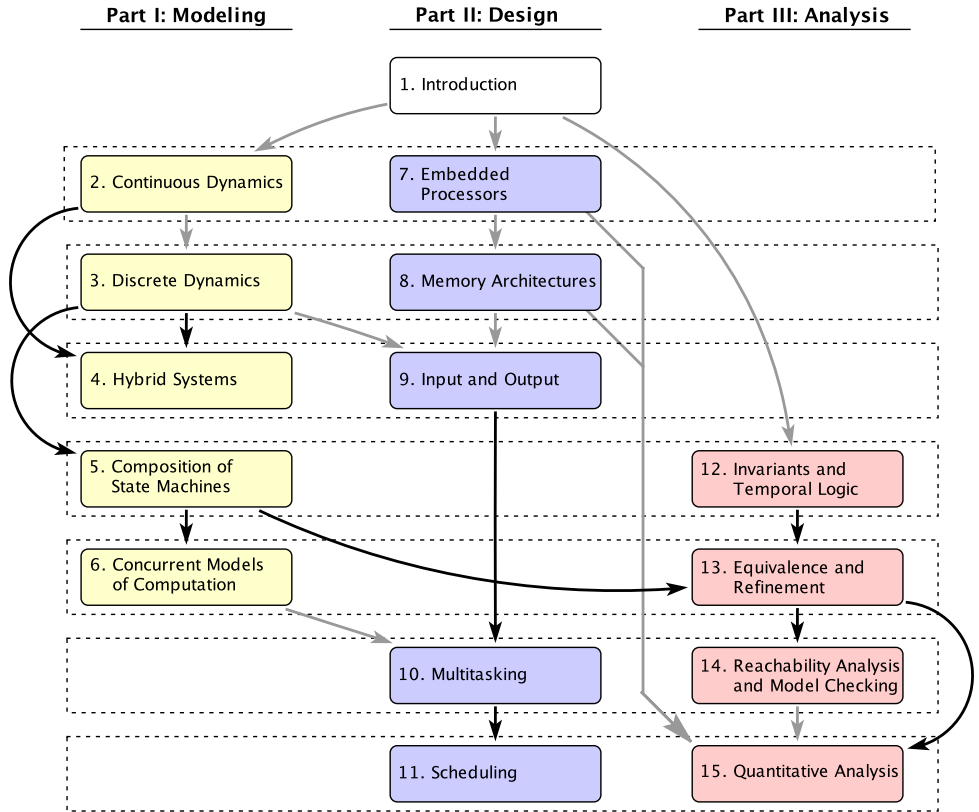 Part I: Modeling
Part II: Design
Part III: Analysis
1. Introduction
2. Continuous Dynamics
7. Embedded
Processors
3. Discrete Dynamics
8. Memory Architectures
4. Hybrid Systems
9. Input and Output
5. Composition of
State Machines
12. Invariants and
Temporal Logic
6. Concurrent Models
of Computation
13. Equivalence and
Refinement
10. Multitasking
14. Reachability Analysis
and Model Checking
11. Scheduling
15. Quantitative Analysis